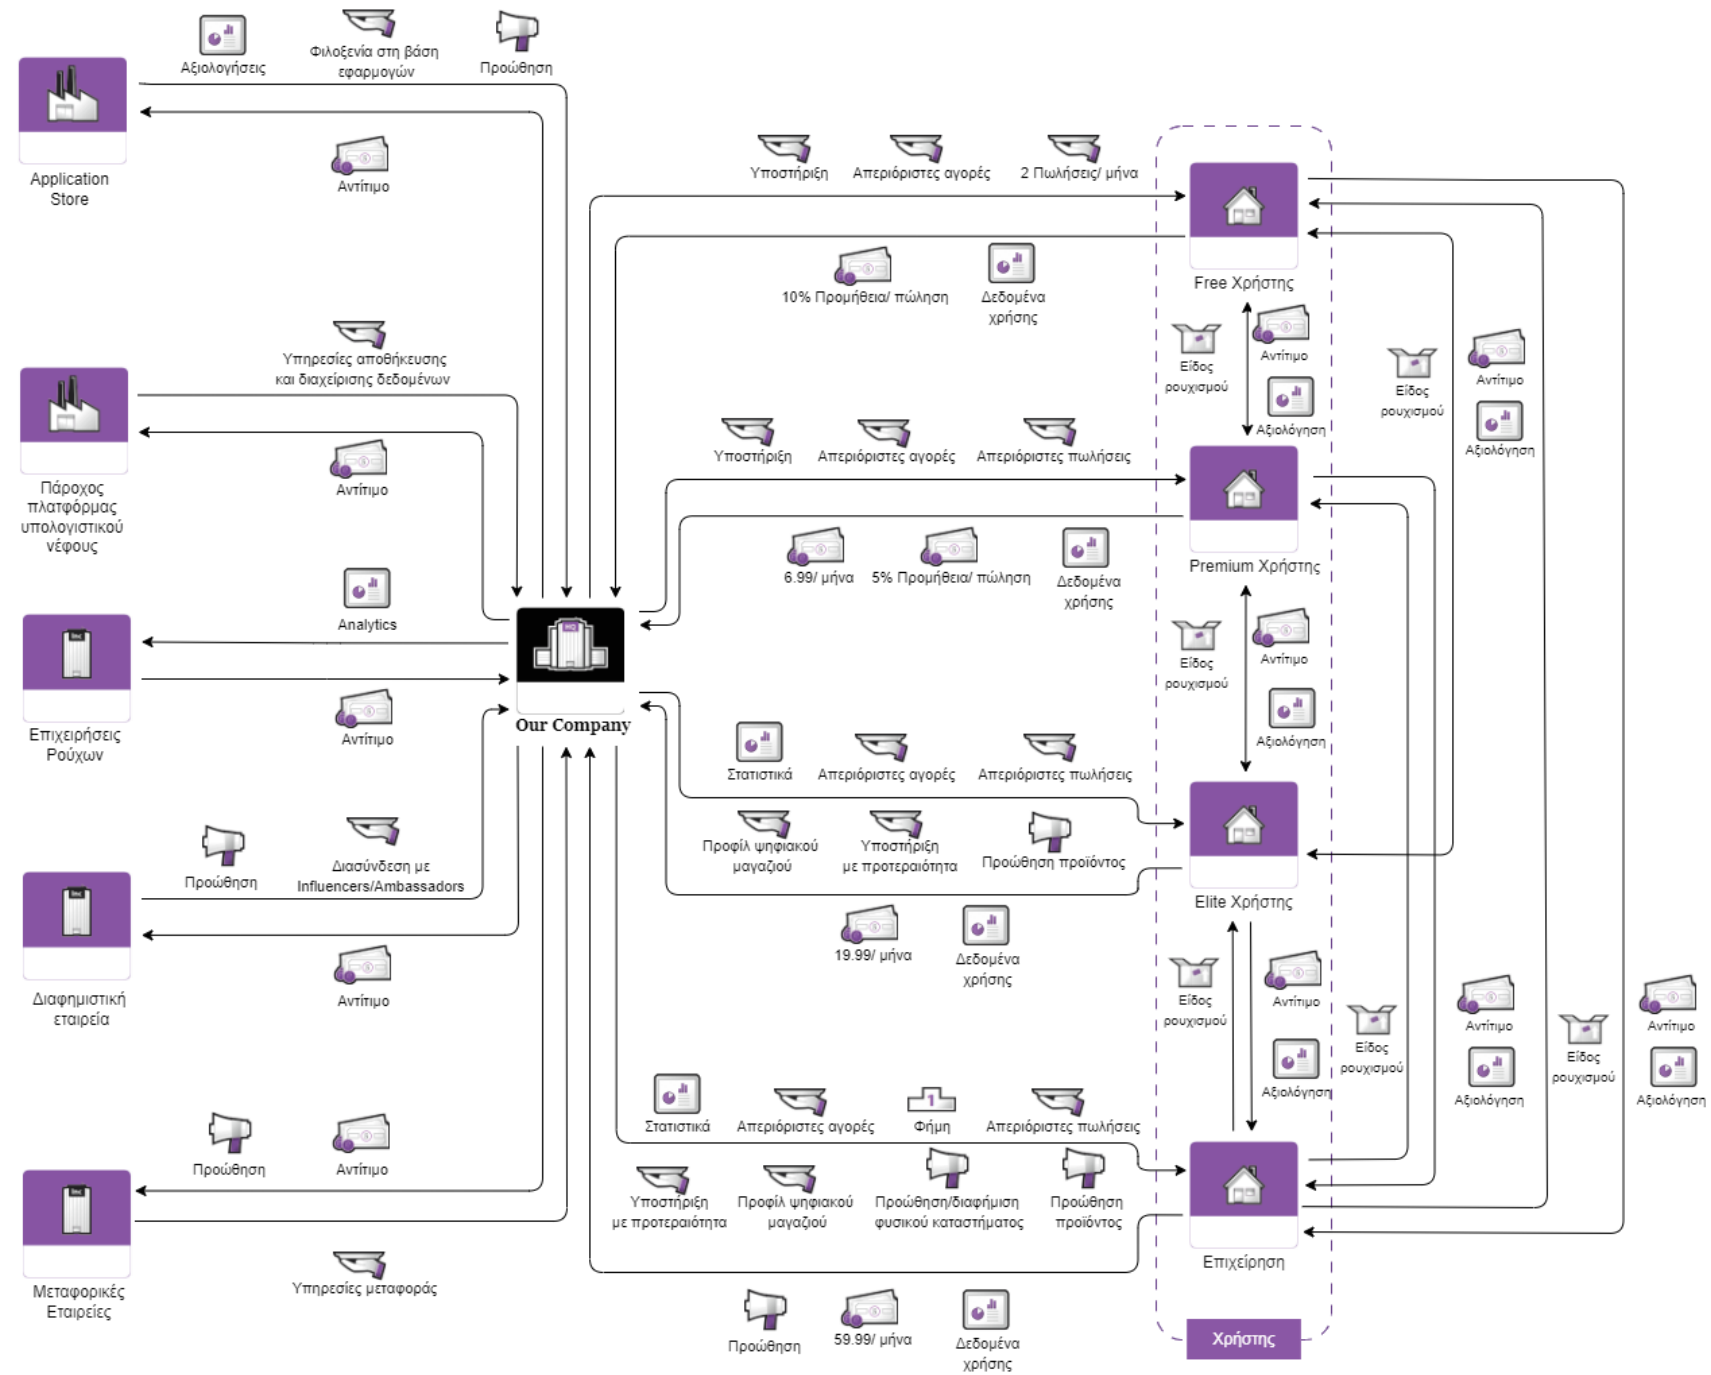 Αξιολογήσεις
Φιλοξενία στη βάση
εφαρμογών
Προώθηση
Application
Store
Αντίτιμο
Υποστήριξη
Απεριόριστες αγορές
2 Πωλήσεις/ μήνα
10% Προμήθεια/ πώληση
Δεδομένα
χρήσης
Free Χρήστης
Είδος
ρουχισμού
Αντίτιμο
Αξιολόγηση
Είδος
ρουχισμού
Αντίτιμο
Αξιολόγηση
Υπηρεσίες αποθήκευσης
και διαχείρισης δεδομένων
Πάροχος
πλατφόρμας
υπολογιστικού
νέφους
Αντίτιμο
Υποστήριξη
Απεριόριστες αγορές
Απεριόριστες πωλήσεις
6.99/ μήνα
5% Προμήθεια/ πώληση
Δεδομένα
χρήσης
Premium Χρήστης
Είδος
ρουχισμού
Αντίτιμο
Αξιολόγηση
Analytics
Επιχειρήσεις
Ρούχων
Αντίτιμο
HQ
Our Company
Στατιστικά
Απεριόριστες αγορές
Απεριόριστες πωλήσεις
Προφίλ ψηφιακού
μαγαζιού
Υποστήριξη
με προτεραιότητα
Προώθηση προϊόντος
19.99/ μήνα
Δεδομένα
χρήσης
Elite Χρήστης
Είδος
ρουχισμού
Αντίτιμο
Αξιολόγηση
Είδος
ρουχισμού
Αντίτιμο
Αξιολόγηση
Είδος
ρουχισμού
Αντίτιμο
Αξιολόγηση
Προώθηση
Διασύνδεση με
Influencers/Ambassadors
Διαφημιστική
εταιρεία
Αντίτιμο
Στατιστικά
Απεριόριστες αγορές
1
Φήμη
Απεριόριστες πωλήσεις
Υποστήριξη
με προτεραιότητα
Προφίλ ψηφιακού
μαγαζιού
Προώθηση/διαφήμιση
φυσικού καταστήματος
Προώθηση
προϊόντος
Επιχείρηση
Προώθηση
Αντίτιμο
Μεταφορικές
Εταιρείες
Υπηρεσίες μεταφοράς
Προώθηση
59.99/ μήνα
Δεδομένα
χρήσης
Χρήστης